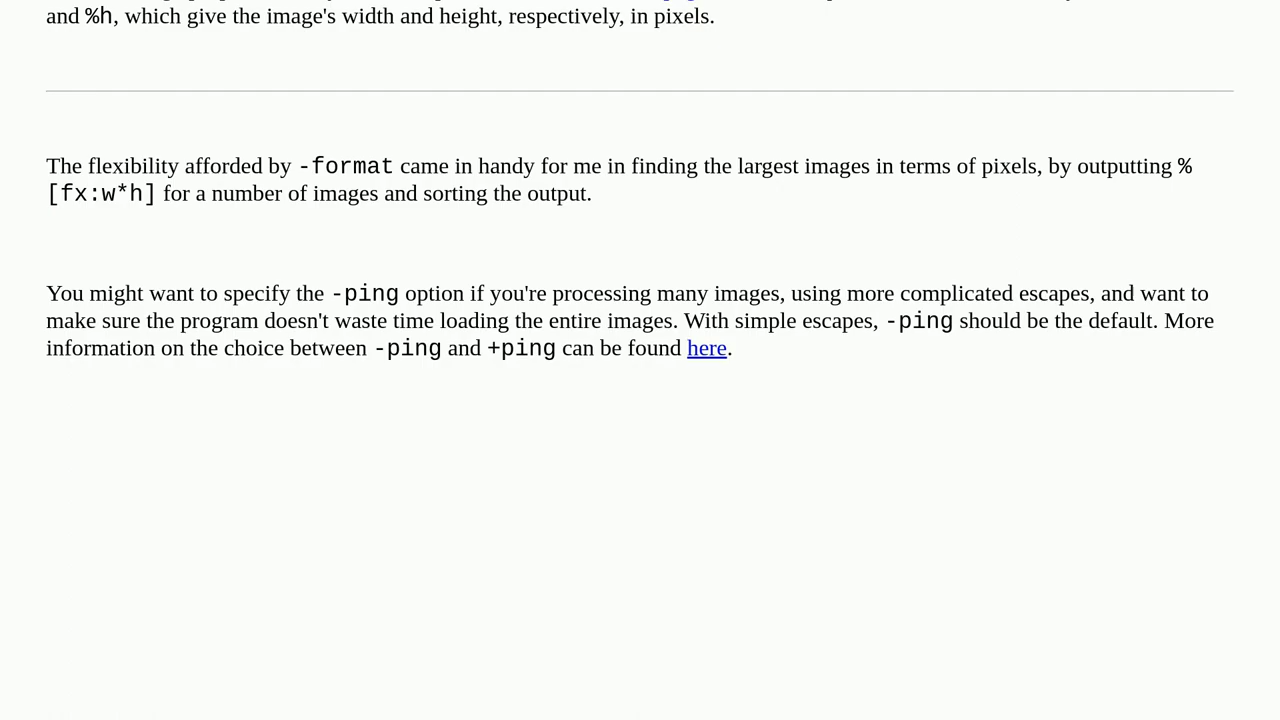 and %h, which give the image's width and height, respectively, in pixels.
The flexibility afforded by -format came in handy for me in finding the largest images in terms of pixels, by outputting %
[fx:w*h] for a number of images and sorting the output.
You might want to specify the -ping option if you're processing many images, using more complicated escapes, and want to
make sure the program doesn't waste time loading the entire images. With simple escapes, -ping should be the default. More
information on the choice between -ping and +ping can be found here.